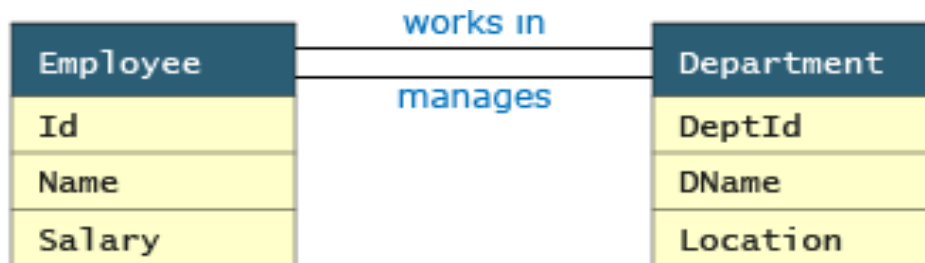 works in
Employee
Department
manages
Id
DeptId
Name
DName
Salary
Location